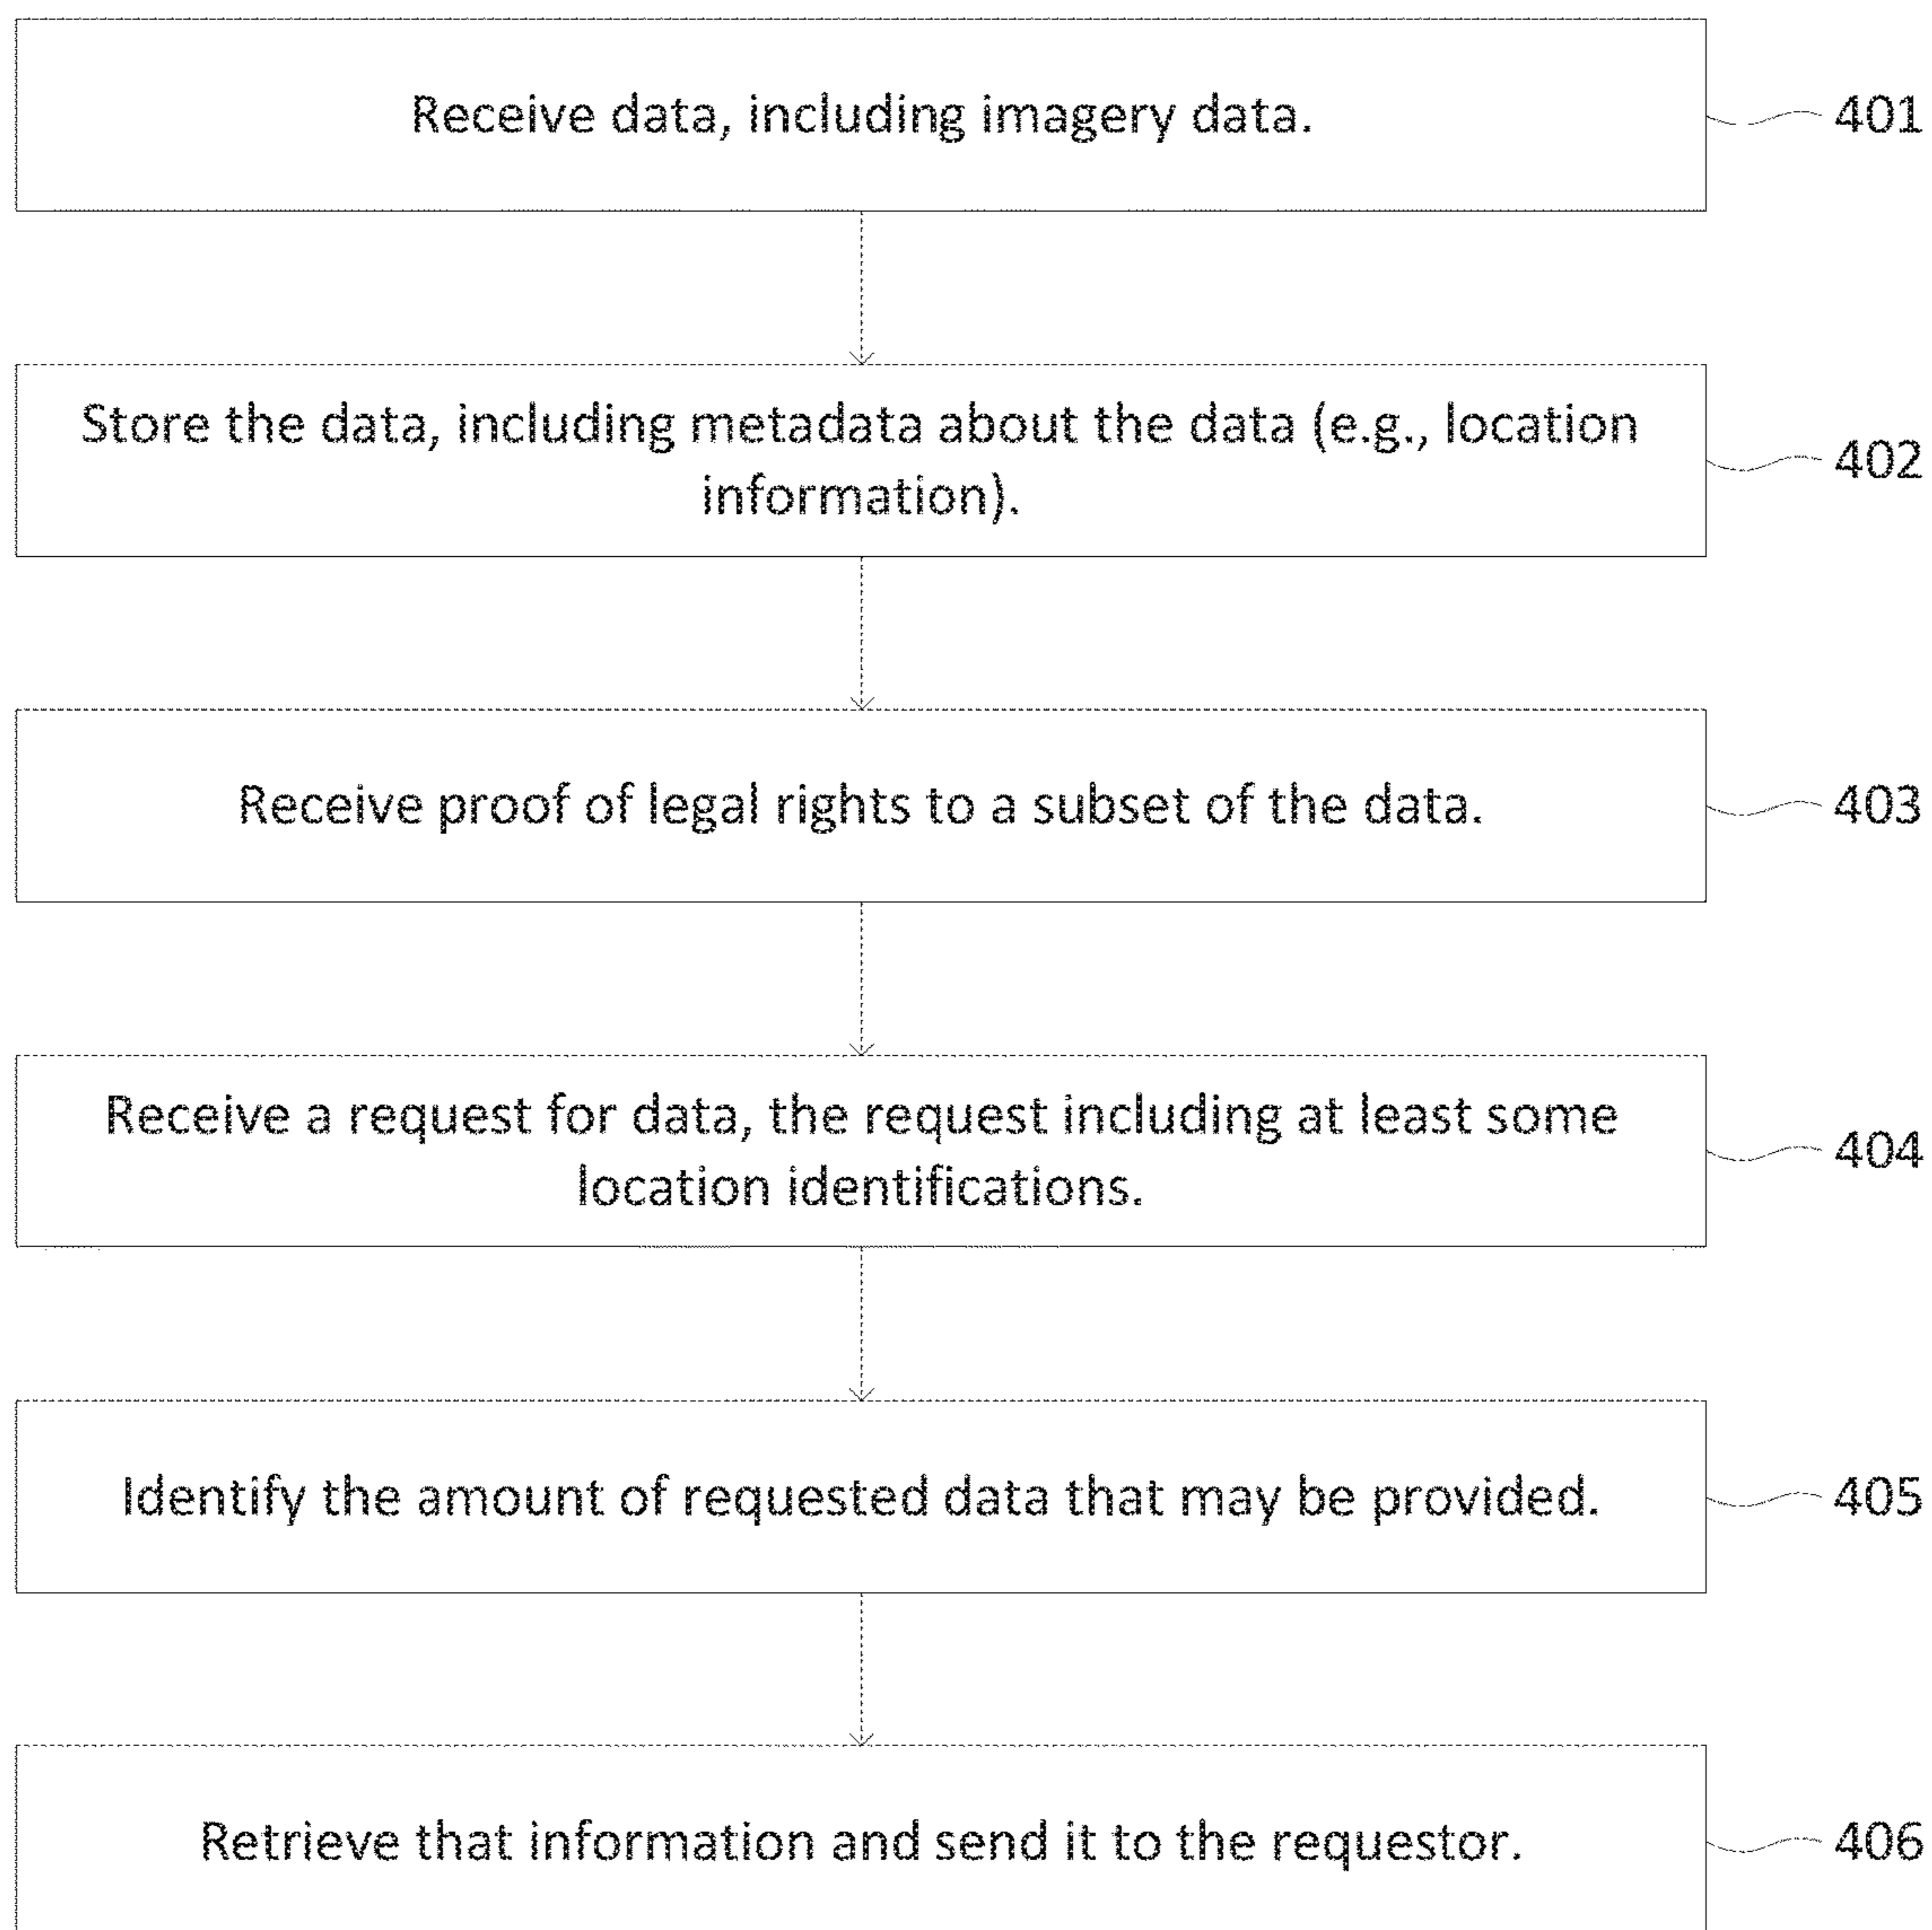 Receive data, including imagery data.
401
Store the data, including metadata about the data (e.g., location
information).
402
Receive proof of legal rights to a subset of the data.
403
Receive a request for data, the request including at least some
location identifications.
404
Identify the amount of requested data that may be provided.
405
Retrieve that information and send it to the requestor.
406